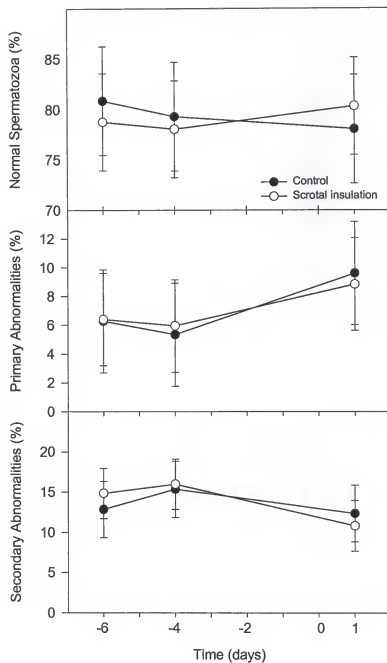 Normal Spermatozoa (%)
85
80
75
70
Control
Scrotal insulation
Primary Abnormalities (%)
12
10
8
6
4
2
0
Secondary Abnormalities (%)
20
15
10
5
0
-6 -4 -2 0 1
Time (days)